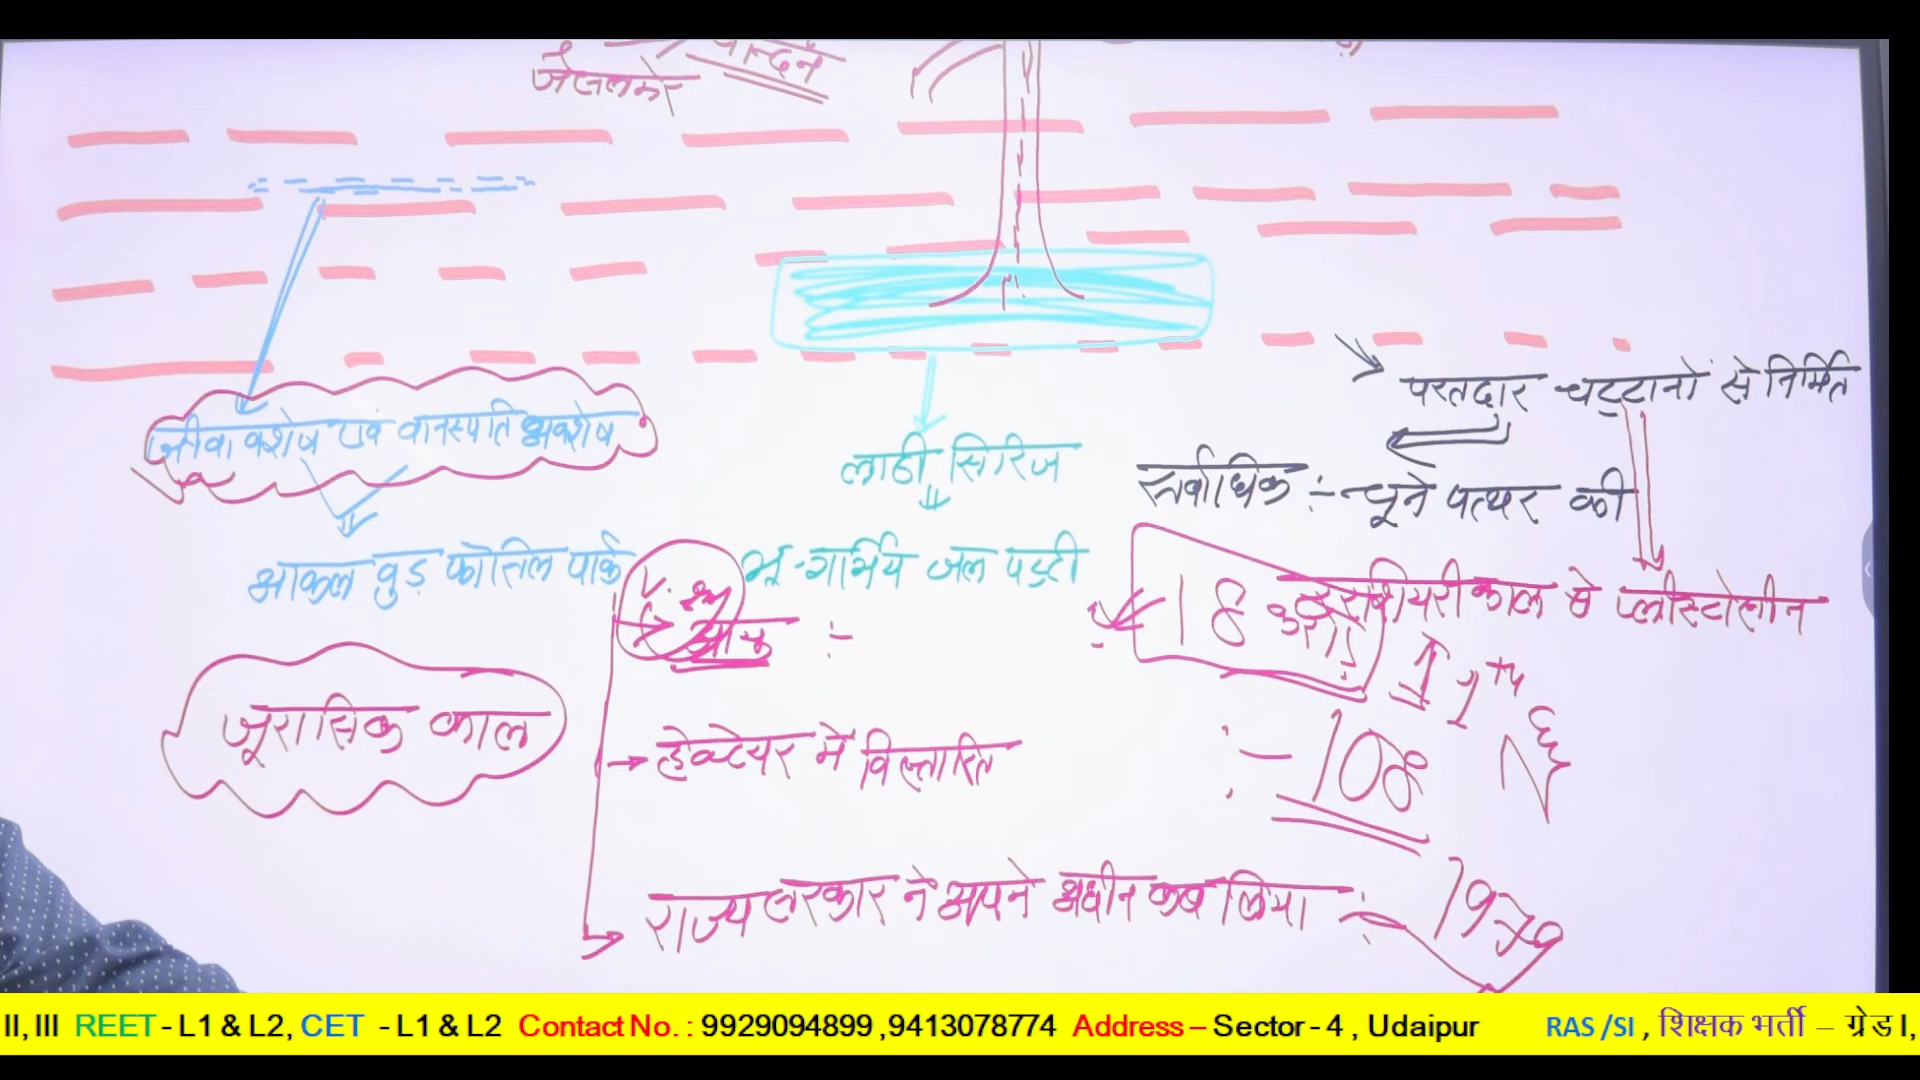 चान्दन
जैसलमेर
परतदार चट्टानों से निर्मित
जीवावशेष एवं वानस्पति अवशेष
लाठी सिरिज
सर्वाधिक :- चूने पत्थर की
आकल वुड फोसिल पार्क
भू-गर्भिय जल पट्टी
टरशीयरी काल से प्लीस्टोसीन
18 करोड़
जूरासिक काल
→ हेक्टेयर में विस्तारित :- 108
राज्य सरकार ने अपने अधीन कब लिया :- 1979
II, III REET - L1 & L2, CET - L1 & L2 Contact No. : 9929094899 ,9413078774 Address – Sector - 4 , Udaipur RAS /SI , शिक्षक भर्ती – ग्रेड I,